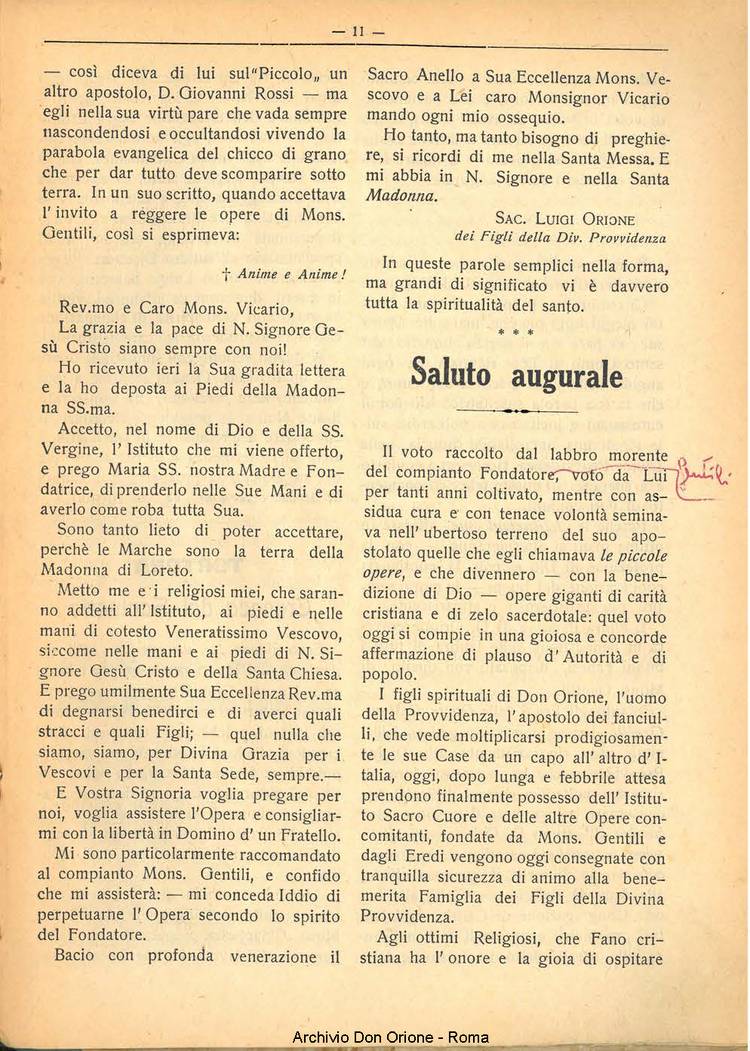 — 11 —
— così diceva di lui sul "Piccolo„ un
altro apostolo, D. Giovanni Rossi — ma
egli nella sua virtù pare che vada sempre
nascondendosi e occultandosi vivendo la
parabola evangelica del chicco di grano
che per dar tutto deve scomparire sotto
terra. In un suo scritto, quando accettava
l' invito a reggere le opere di Mons.
Gentili, così si esprimeva:
† Anime e Anime !
Rev.mo e Caro Mons. Vicario,
La grazia e la pace di N. Signore Ge-
sù Cristo siano sempre con noi!
Ho ricevuto ieri la Sua gradita lettera
e la ho deposta ai Piedi della Madon-
na SS.ma.
Accetto, nel nome di Dio e della SS.
Vergine, l' Istituto che mi viene offerto,
e prego Maria SS. nostra Madre e Fon-
datrice, di prenderlo nelle Sue Mani e di
averlo come roba tutta Sua.
Sono tanto lieto di poter accettare,
perchè le Marche sono la terra della
Madonna di Loreto.
Metto me e i religiosi miei, che saran-
no addetti all' Istituto, ai piedi e nelle
mani di cotesto Veneratissimo Vescovo,
siccome nelle mani e ai piedi di N. Si-
gnore Gesù Cristo e della Santa Chiesa.
E prego umilmente Sua Eccellenza Rev.ma
di degnarsi benedirci e di averci quali
stracci e quali Figli; — quel nulla che
siamo, siamo, per Divina Grazia per i
Vescovi e per la Santa Sede, sempre.—
E Vostra Signoria voglia pregare per
noi, voglia assistere l'Opera e consigliar-
mi con la libertà in Domino d' un Fratello.
Mi sono particolarmente raccomandato
al compianto Mons. Gentili, e confido
che mi assisterà: — mi conceda Iddio di
perpetuarne l' Opera secondo lo spirito
del Fondatore.
Bacio con profonda venerazione il
Sacro Anello a Sua Eccellenza Mons. Ve-
scovo e a Lei caro Monsignor Vicario
mando ogni mio ossequio.
Ho tanto, ma tanto bisogno di preghie-
re, si ricordi di me nella Santa Messa. E
mi abbia in N. Signore e nella Santa
Madonna.
SAC. LUIGI ORIONE
dei Figli della Div. Provvidenza
In queste parole semplici nella forma,
ma grandi di significato vi è davvero
tutta la spiritualità del santo.
* * *
Saluto augurale
Il voto raccolto dal labbro morente
del compianto Fondatore, voto da Lui Gentili
per tanti anni coltivato, mentre con as-
sidua cura e con tenace volontà semina-
va nell' ubertoso terreno del suo apo-
stolato quelle che egli chiamava le piccole
opere, e che divennero — con la bene-
dizione di Dio — opere giganti di carità
cristiana e di zelo sacerdotale: quel voto
oggi si compie in una gioiosa e concorde
affermazione di plauso d' Autorità e di
popolo.
I figli spirituali di Don Orione, l'uomo
della Provvidenza, l'apostolo dei fanciul-
li, che vede moltiplicarsi prodigiosamen-
te le sue Case da un capo all' altro d' I-
talia, oggi, dopo lunga e febbrile attesa
prendono finalmente possesso dell' Istitu-
to Sacro Cuore e delle altre Opere con-
comitanti, fondate da Mons. Gentili e
dagli Eredi vengono oggi consegnate con
tranquilla sicurezza di animo alla bene-
merita Famiglia dei Figli della Divina
Provvidenza.
Agli ottimi Religiosi, che Fano cri-
stiana ha l' onore e la gioia di ospitare
Archivio Don Orione - Roma